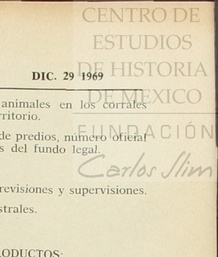 CENTRO DE
ESTUDIOS
DE HISTORIA
DE MEXICO
FUNDACIÓN
Carlos Slim
DIC. 29 1969
animales en los corrales
rritorio.
de predios, número oficial
s del fundo legal.
revisiones y supervisiones.
strales.
RODUCTOS: